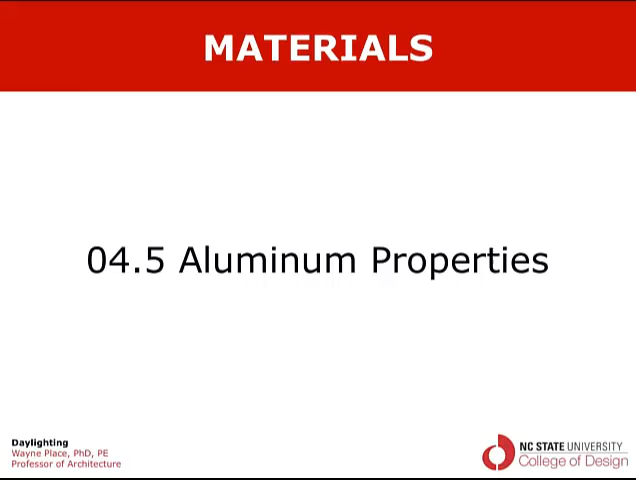 MATERIALS
04.5 Aluminum Properties
Daylighting
Wayne Place, PhD, PE
Professor of Architecture
NC STATE UNIVERSITY
College of Design